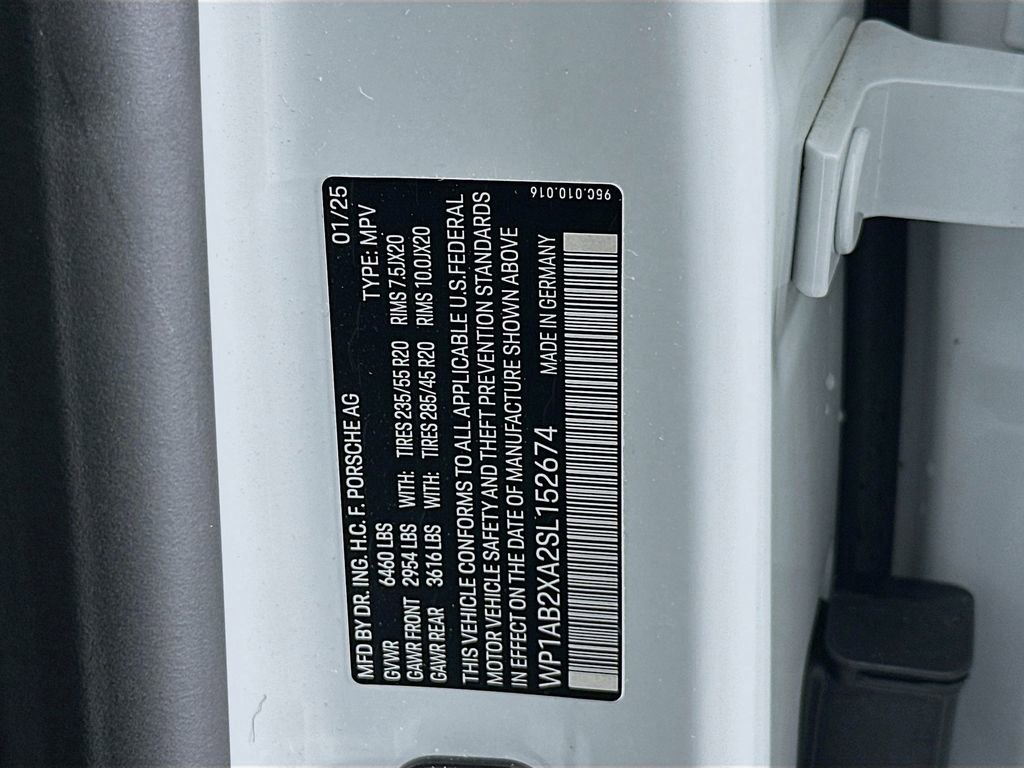 MFD BY DR. ING. H.C. F. PORSCHE AG 01/25
GVWR 6460 LBS TYPE: MPV
GAWR FRONT 2954 LBS WITH: TIRES 235/55 R20 RIMS 7.5JX20
GAWR REAR 3616 LBS WITH: TIRES 285/45 R20 RIMS 10.0JX20
THIS VEHICLE CONFORMS TO ALL APPLICABLE U.S.FEDERAL
MOTOR VEHICLE SAFETY AND THEFT PREVENTION STANDARDS
IN EFFECT ON THE DATE OF MANUFACTURE SHOWN ABOVE
WP1AB2XA2SL152674 MADE IN GERMANY
95C.010.016